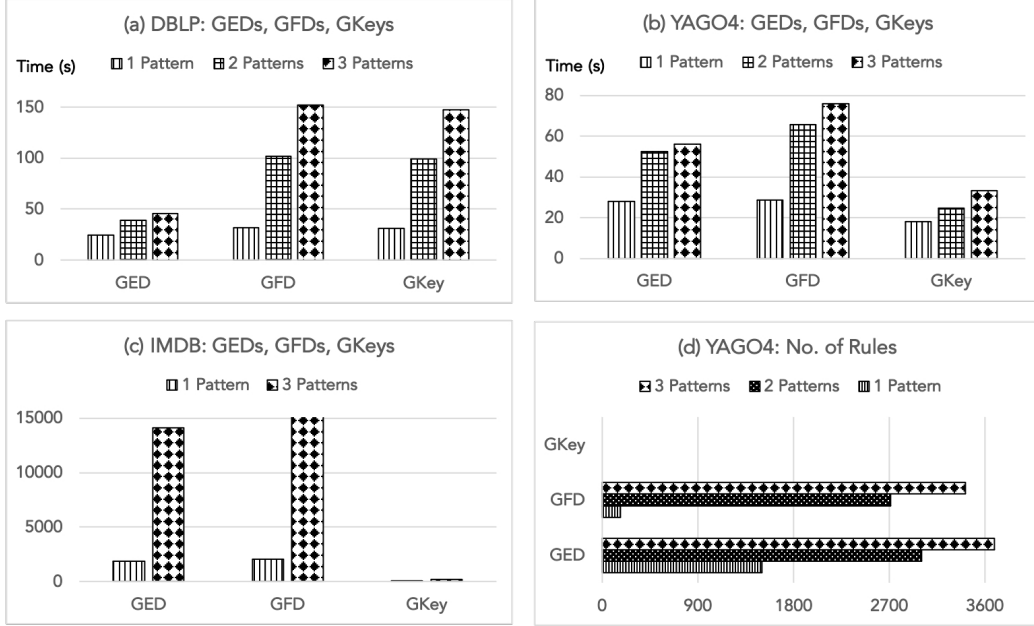 (a) DBLP: GEDs, GFDs, GKeys
Time (s)
1 Pattern 2 Patterns 3 Patterns
150
100
50
0
GED GFD GKey
(b) YAGO4: GEDs, GFDs, GKeys
Time (s)
1 Pattern 2 Patterns 3 Patterns
80
60
40
20
0
GED GFD GKey
(c) IMDB: GEDs, GFDs, GKeys
1 Pattern 3 Patterns
15000
10000
5000
0
GED GFD GKey
(d) YAGO4: No. of Rules
3 Patterns 2 Patterns 1 Pattern
GKey
GFD
GED
0 900 1800 2700 3600